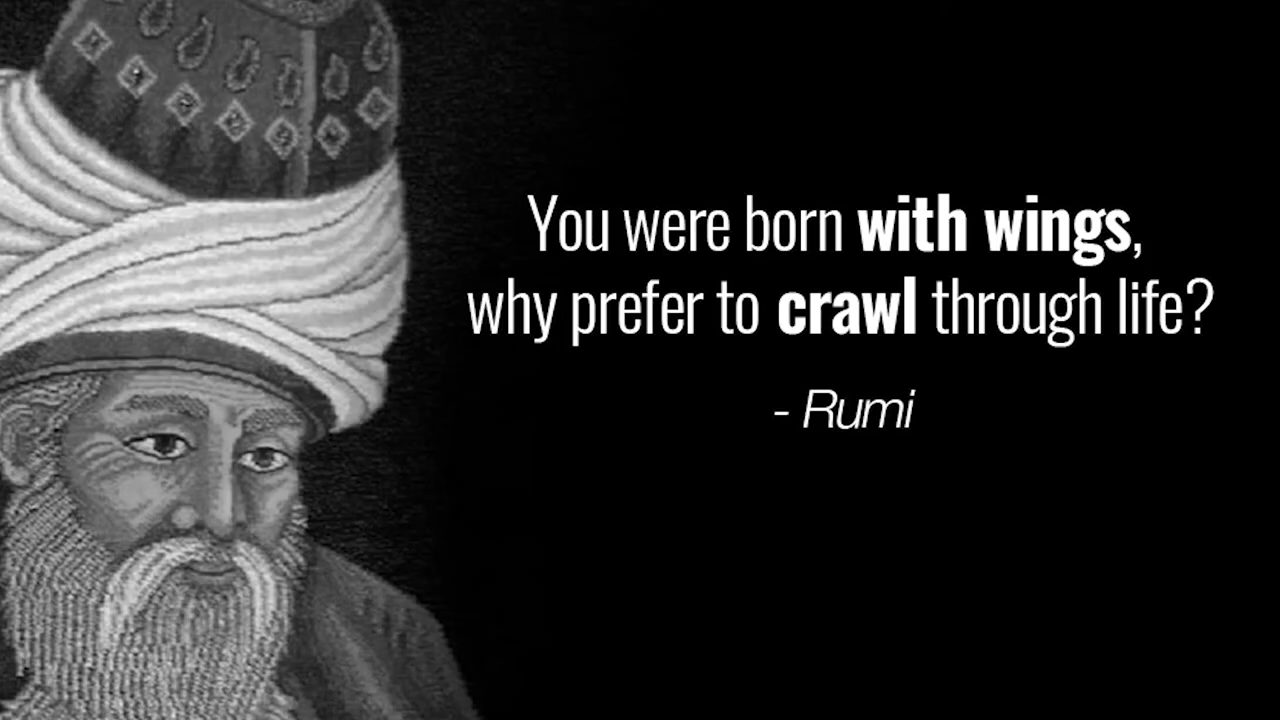 You were born with wings,
why prefer to crawl through life?
- Rumi